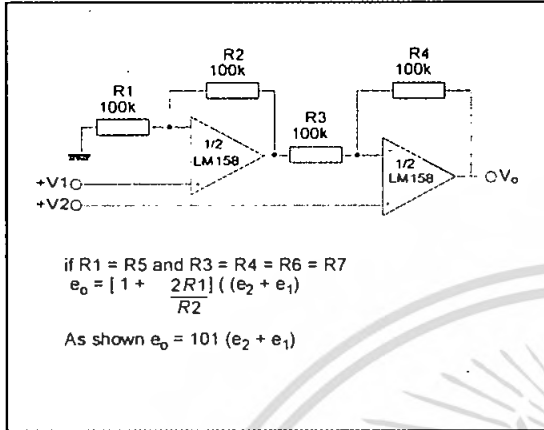 R2
100k
R4
100k
R1
100k
R3
100k
1/2
LM158
1/2
LM158
+V1
+V2
Vo
if R1 = R5 and R3 = R4 = R6 = R7
eo = [ 1 + 2R1/R2 ] ( (e2 + e1)
As shown eo = 101 (e2 + e1)